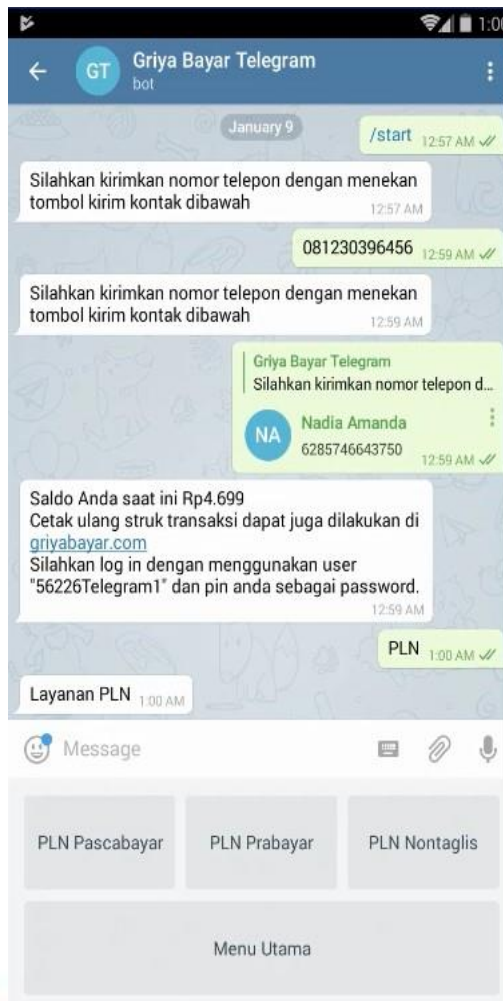 1:00
GT
Griya Bayar Telegram
bot
January 9
/start 12:57 AM
Silahkan kirimkan nomor telepon dengan menekan
tombol kirim kontak dibawah
12:57 AM
081230396456 12:59 AM
Silahkan kirimkan nomor telepon dengan menekan
tombol kirim kontak dibawah
12:59 AM
Griya Bayar Telegram
Silahkan kirimkan nomor telepon d...
NA
Nadia Amanda
6285746643750
12:59 AM
Saldo Anda saat ini Rp4.699
Cetak ulang struk transaksi dapat juga dilakukan di
griyabayar.com
Silahkan log in dengan menggunakan user
"56226Telegram1" dan pin anda sebagai password.
12:59 AM
PLN 1:00 AM
Layanan PLN 1:00 AM
Message
PLN Pascabayar PLN Prabayar PLN Nontaglis
Menu Utama